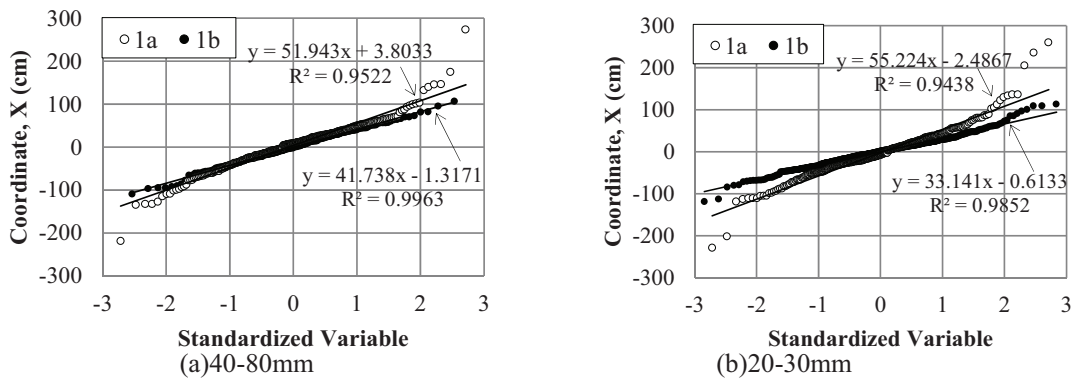 300
200
100
0
-100
-200
-300
Coordinate, X (cm)
1a 1b
y = 51.943x + 3.8033
R² = 0.9522
y = 41.738x - 1.3171
R² = 0.9963
-3 -2 -1 0 1 2 3
Standardized Variable
(a)40-80mm
300
200
100
0
-100
-200
-300
Coordinate, X (cm)
1a 1b
y = 55.224x - 2.4867
R² = 0.9438
y = 33.141x - 0.6133
R² = 0.9852
-3 -2 -1 0 1 2 3
Standardized Variable
(b)20-30mm